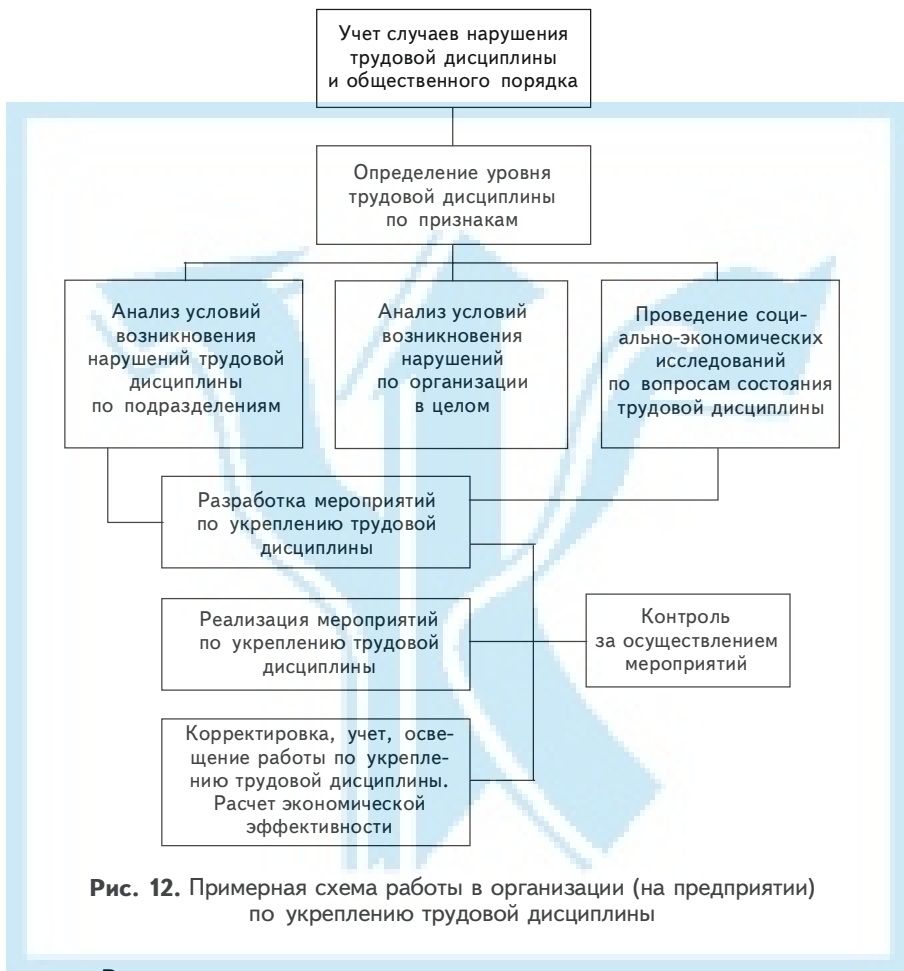 Учет случаев нарушения
трудовой дисциплины
и общественного порядка
Определение уровня
трудовой дисциплины
по признакам
Анализ условий
возникновения
нарушений трудовой
дисциплины
по подразделениям
Анализ условий
возникновения
нарушений
по организации
в целом
Проведение соци-
ально-экономических
исследований
по вопросам состояния
трудовой дисциплины
Разработка мероприятий
по укреплению трудовой
дисциплины
Реализация мероприятий
по укреплению трудовой
дисциплины
Контроль
за осуществлением
мероприятий
Корректировка, учет, осве-
щение работы по укрепле-
нию трудовой дисциплины.
Расчет экономической
эффективности
Рис. 12. Примерная схема работы в организации (на предприятии)
по укреплению трудовой дисциплины